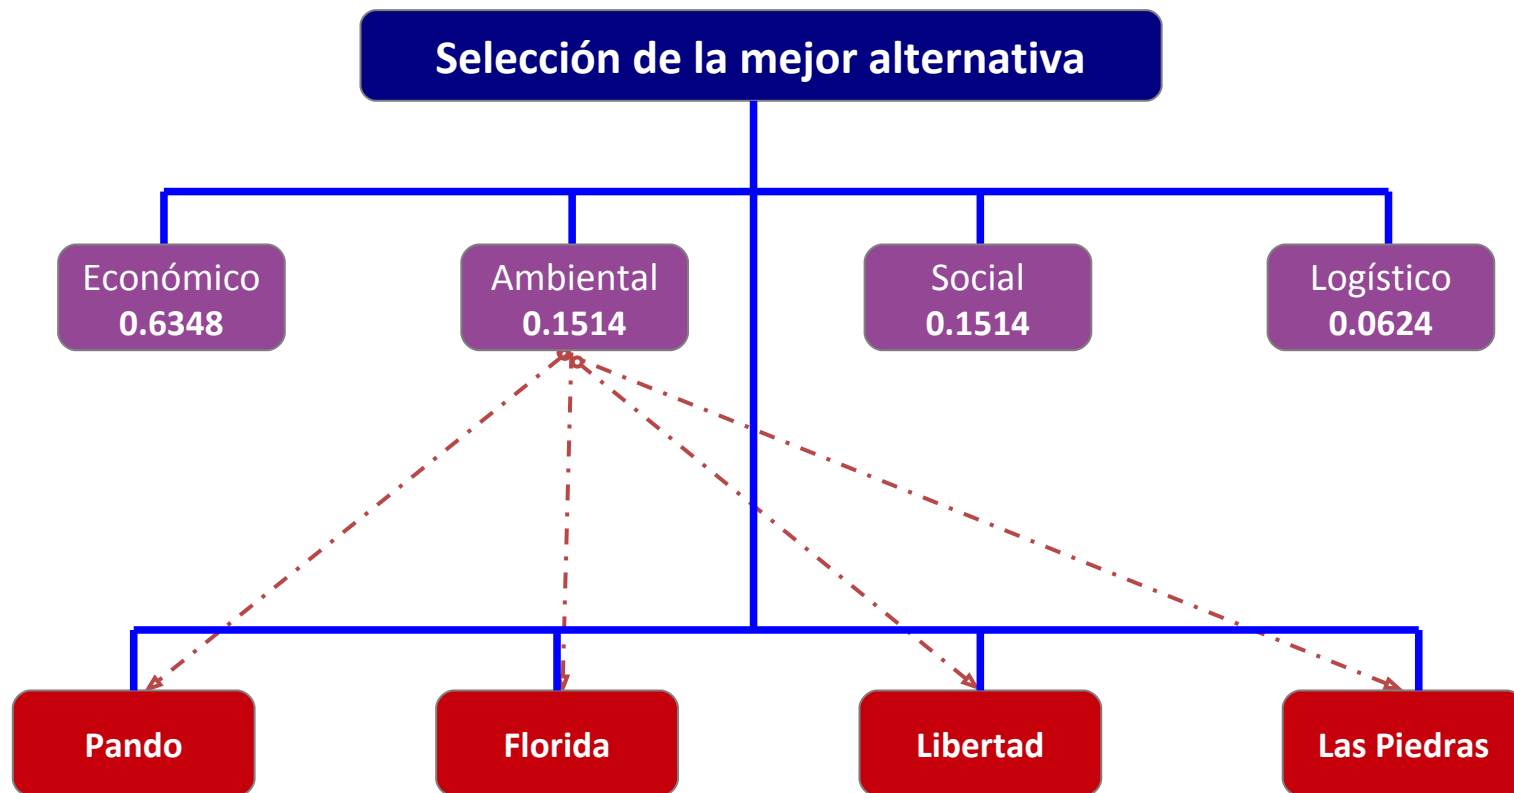 Selección de la mejor alternativa
Económico
0.6348
Ambiental
0.1514
Social
0.1514
Logístico
0.0624
Pando
Florida
Libertad
Las Piedras